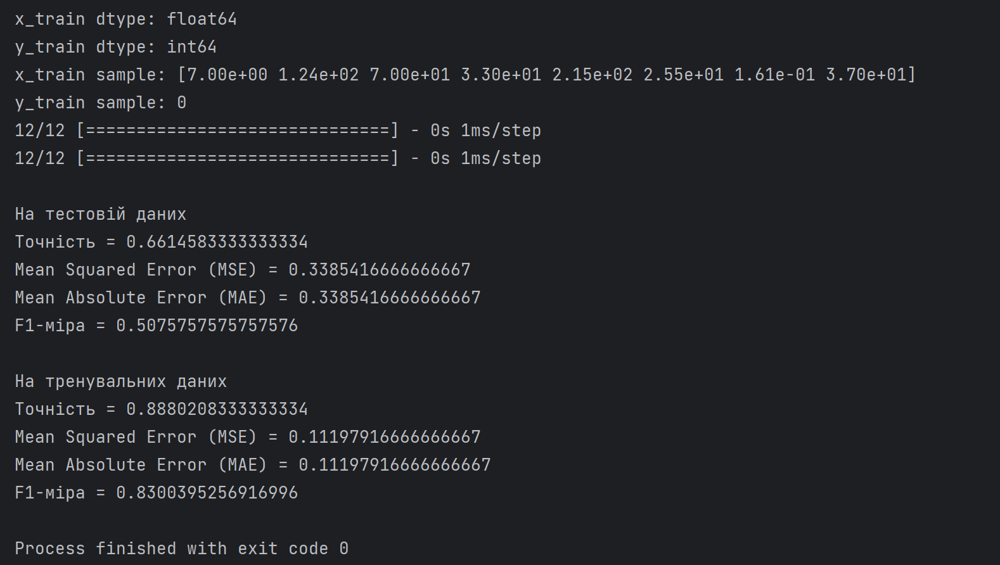 x_train dtype: float64
y_train dtype: int64
x_train sample: [7.00e+00 1.24e+02 7.00e+01 3.30e+01 2.15e+02 2.55e+01 1.61e-01 3.70e+01]
y_train sample: 0
12/12 [==============================] - 0s 1ms/step
12/12 [==============================] - 0s 1ms/step
На тестовій даних
Точність = 0.6614583333333334
Mean Squared Error (MSE) = 0.3385416666666667
Mean Absolute Error (MAE) = 0.3385416666666667
F1-міра = 0.5075757575757576
На тренувальних даних
Точність = 0.8880208333333334
Mean Squared Error (MSE) = 0.11197916666666667
Mean Absolute Error (MAE) = 0.11197916666666667
F1-міра = 0.8300395256916996
Process finished with exit code 0